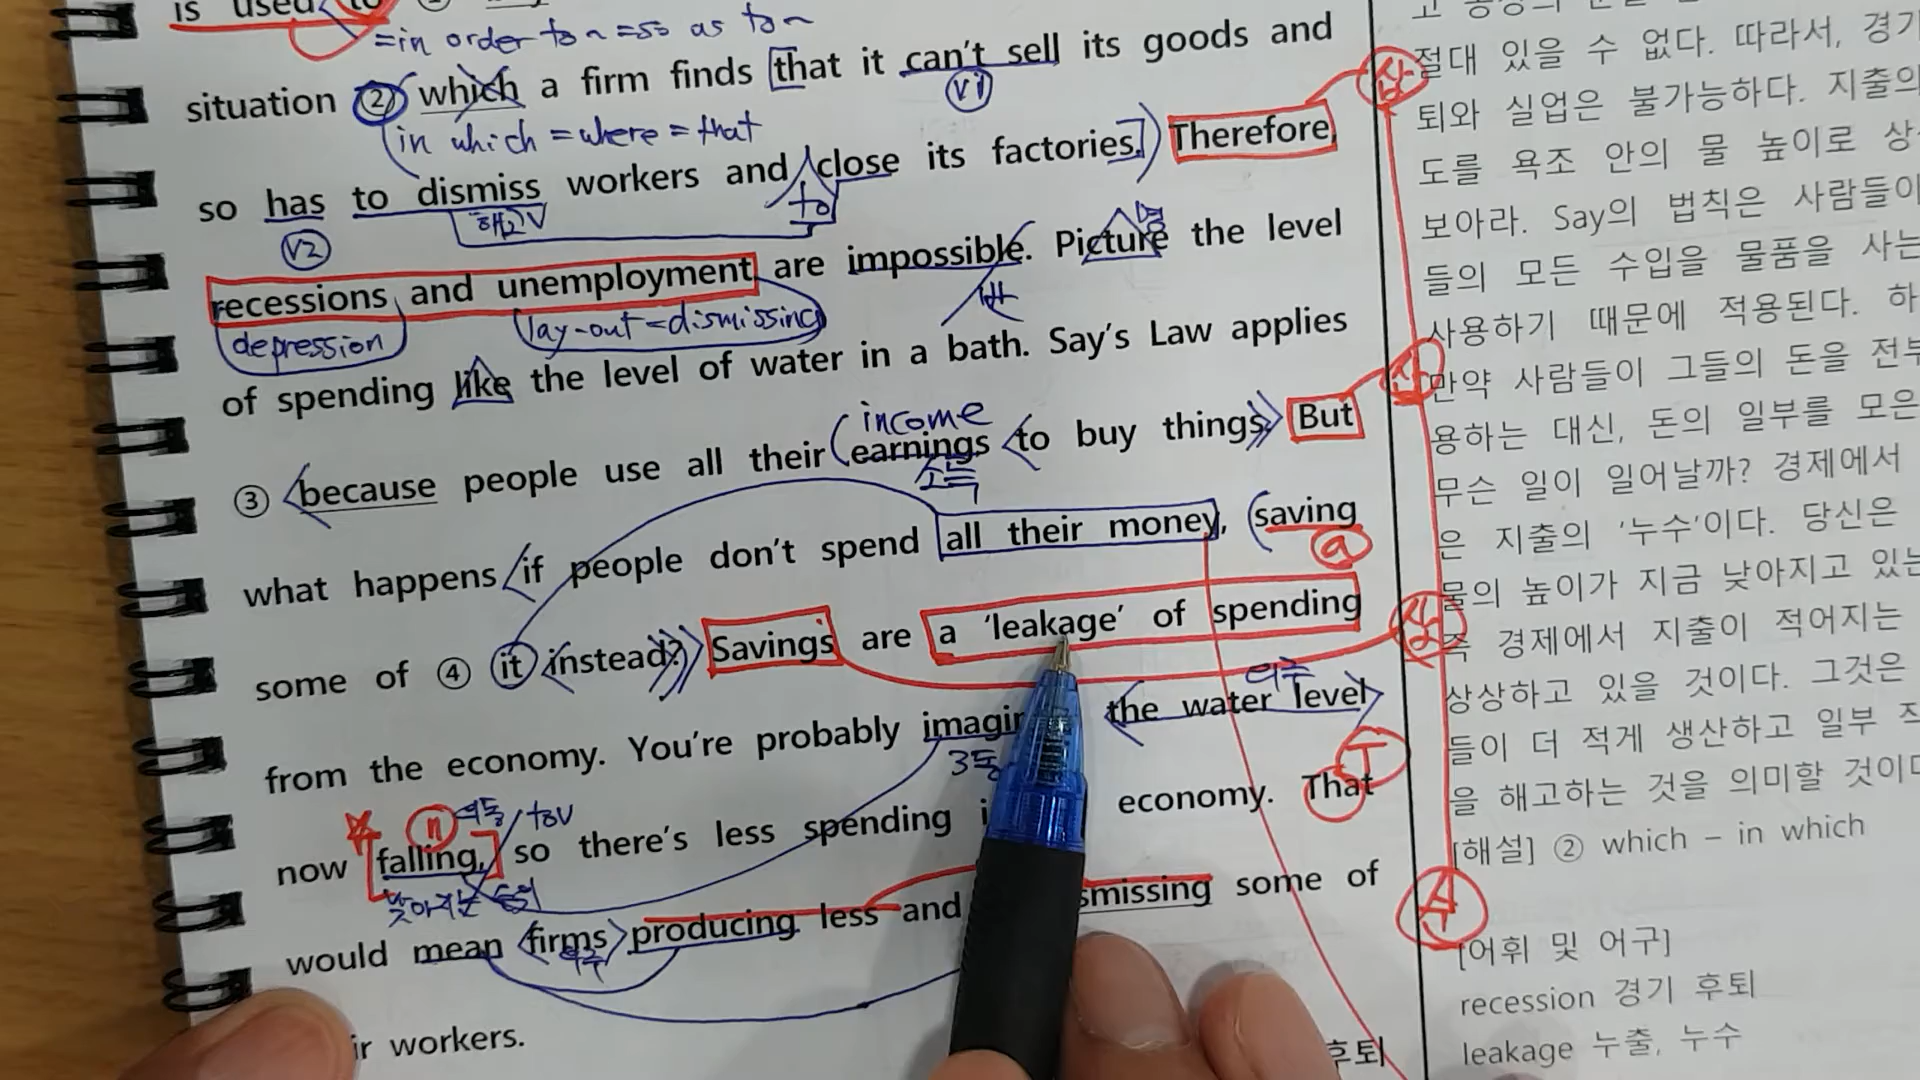 is used to
=in order to~=so as to~
situation ② which a firm finds that it can't sell its goods and
V1
in which = where = that
so has to dismiss workers and close its factories. Therefore,
V2
to
recessions and unemployment are impossible. Picture the level
depression
lay-out=dismissing
of spending like the level of water in a bath. Say's Law applies
income
③ because people use all their earnings to buy things. But
소득
what happens if people don't spend all their money, saving
ⓐ
some of ④ it instead? Savings are a 'leakage' of spending
from the economy. You're probably the water level
T
now falling, so there's less spending economy. That
n
toV
would mean firms producing less and some of
workers.
절대 있을 수 없다. 따라서, 경기
퇴와 실업은 불가능하다. 지출의
도를 욕조 안의 물 높이로 상
보아라. Say의 법칙은 사람들이
들의 모든 수입을 물품을 사는
사용하기 때문에 적용된다. 하
만약 사람들이 그들의 돈을 전부
용하는 대신, 돈의 일부를 모은
무슨 일이 일어날까? 경제에서
은 지출의 '누수'이다. 당신은
물의 높이가 지금 낮아지고 있는
즉 경제에서 지출이 적어지는
상상하고 있을 것이다. 그것은
들이 더 적게 생산하고 일부
을 해고하는 것을 의미할 것이다
[해설] ② which – in which
[어휘 및 어구]
recession 경기 후퇴
leakage 누출, 누수
후퇴